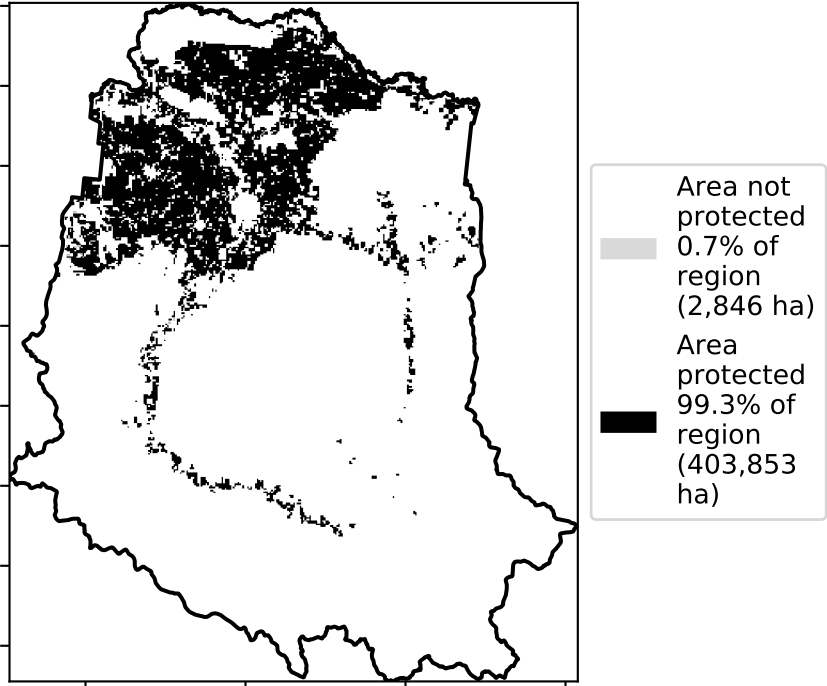 Area not
protected
0.7% of
region
(2,846 ha)
Area
protected
99.3% of
region
(403,853
ha)